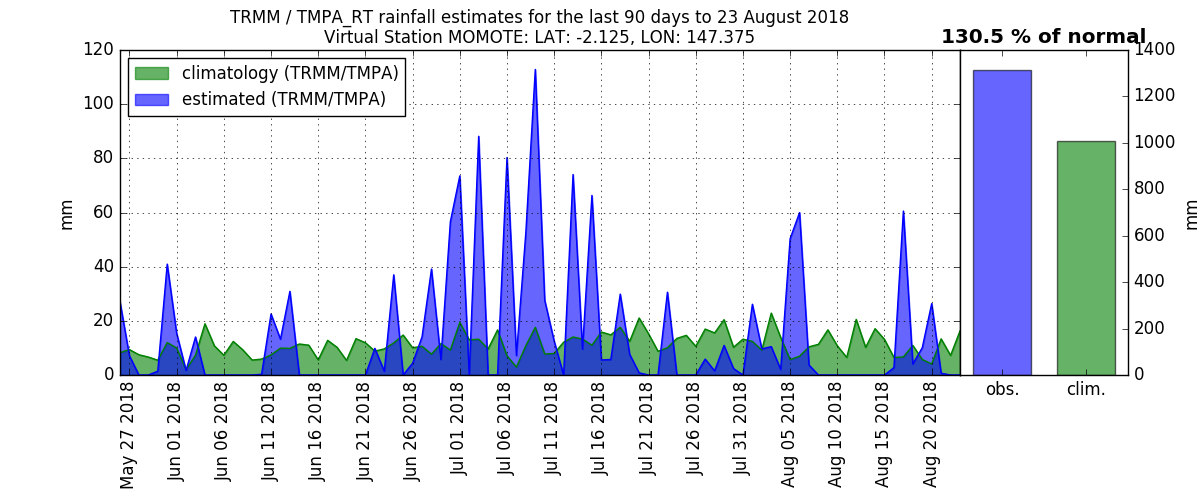 TRMM / TMPA_RT rainfall estimates for the last 90 days to 23 August 2018
Virtual Station MOMOTE: LAT: -2.125, LON: 147.375
130.5 % of normal
climatology (TRMM/TMPA)
estimated (TRMM/TMPA)
mm
120
100
80
60
40
20
0
May 27 2018
Jun 01 2018
Jun 06 2018
Jun 11 2018
Jun 16 2018
Jun 21 2018
Jun 26 2018
Jul 01 2018
Jul 06 2018
Jul 11 2018
Jul 16 2018
Jul 21 2018
Jul 26 2018
Jul 31 2018
Aug 05 2018
Aug 10 2018
Aug 15 2018
Aug 20 2018
obs.
clim.
1400
1200
1000
800
600
400
200
0
mm